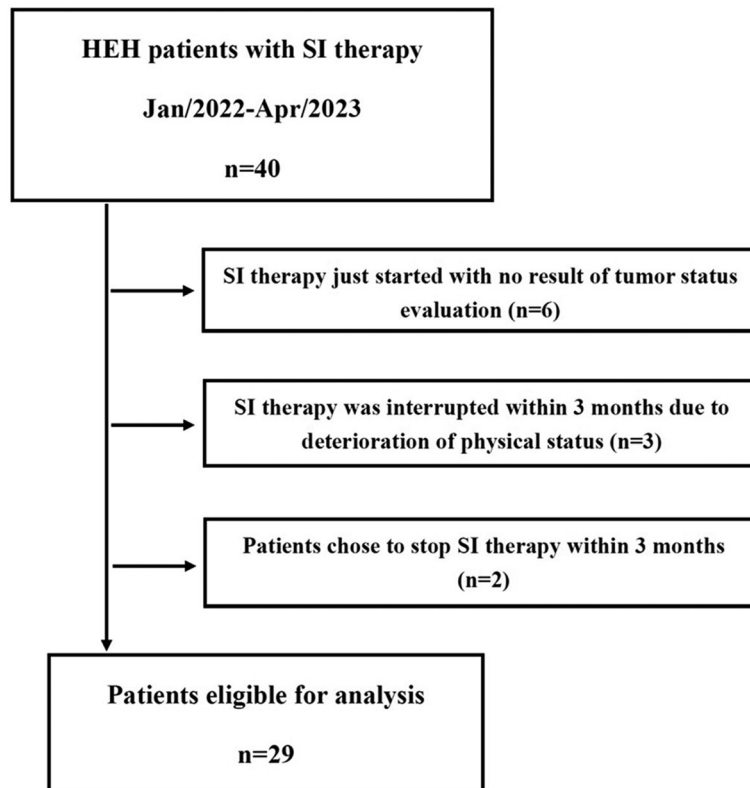 HEH patients with SI therapy
Jan/2022-Apr/2023
n=40
SI therapy just started with no result of tumor status
evaluation (n=6)
SI therapy was interrupted within 3 months due to
deterioration of physical status (n=3)
Patients chose to stop SI therapy within 3 months
(n=2)
Patients eligible for analysis
n=29